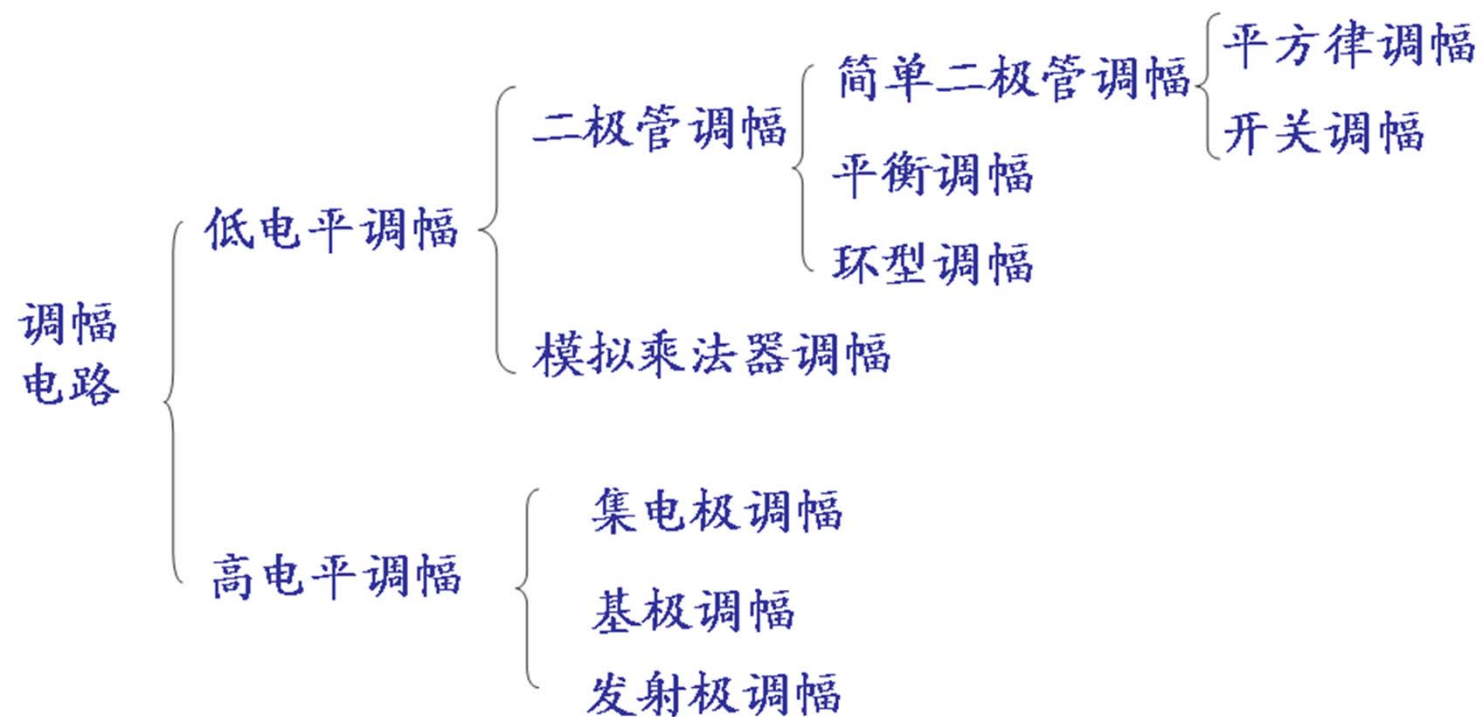 平方律调幅
简单二极管调幅
开关调幅
二极管调幅
平衡调幅
低电平调幅
环型调幅
调幅
电路
模拟乘法器调幅
集电极调幅
高电平调幅
基极调幅
发射极调幅